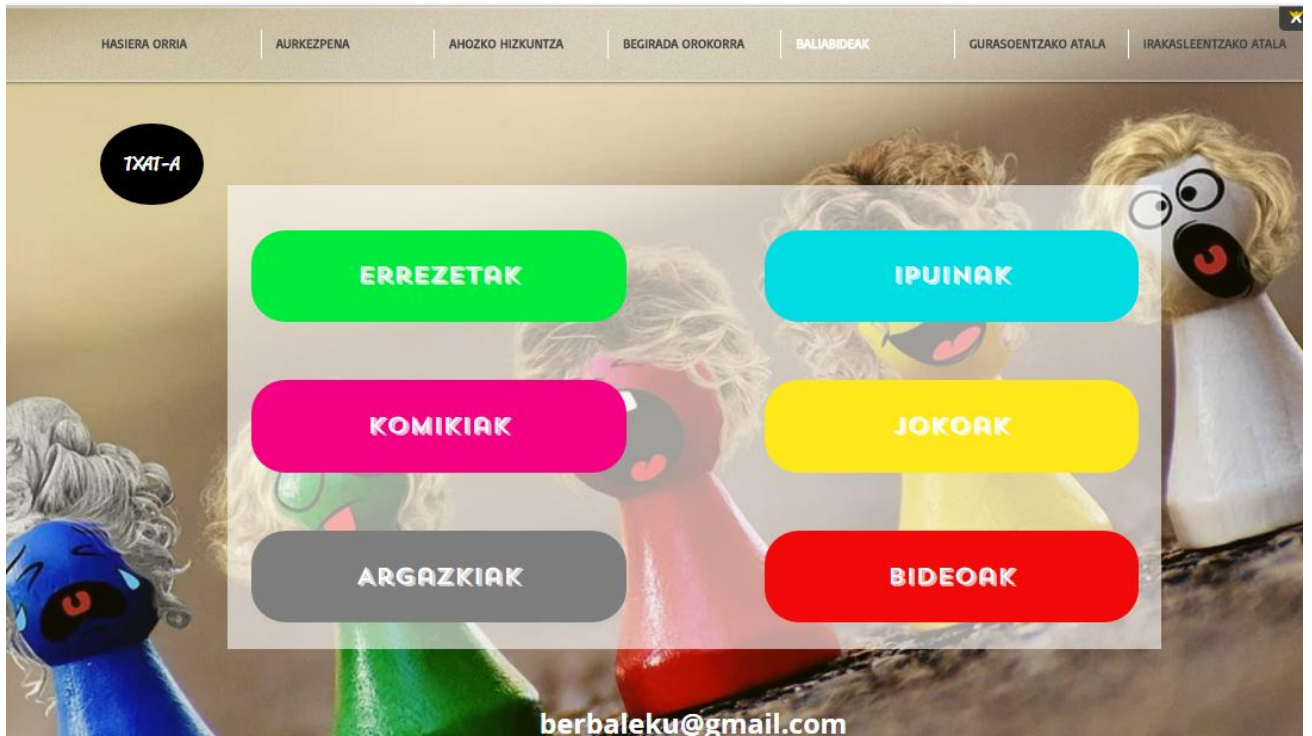 HASIERA ORRIA AURKEZPENA AHOZKO HIZKUNTZA BEGIRADA OROKORRA BALIABIDEAK GURASOENTZAKO ATALA IRAKASLEENTZAKO ATALA
TXAT-A
ERREZETAK IPUINAK
KOMIKIAK JOKOAK
ARGAZKIAK BIDEOAK
berbaleku@gmail.com